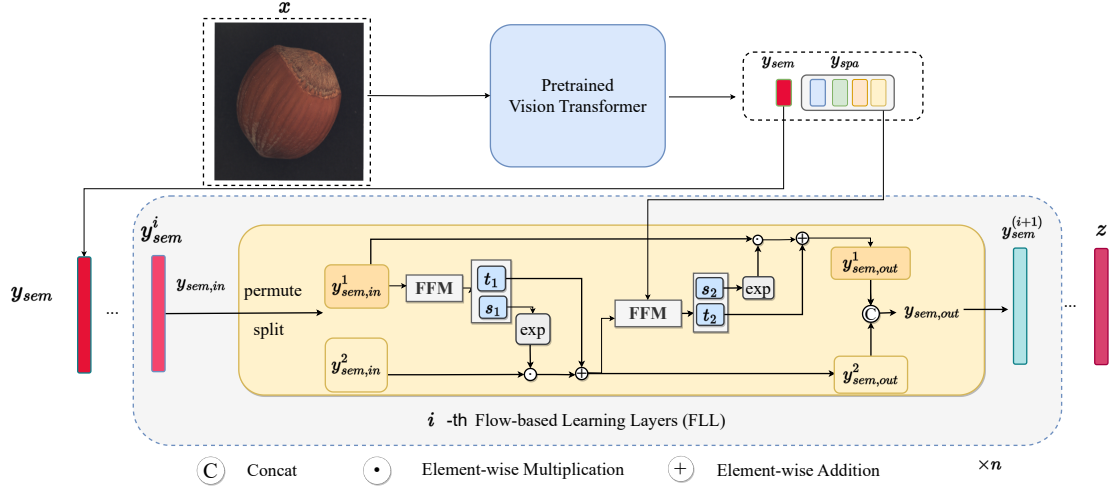 x
y_sem
y_spa
Pretrained
Vision Transformer
y_sem
...
y^i_sem
y_sem,in
permute
split
y^1_sem,in
FFM
t_1
s_1
exp
y^2_sem,in
FFM
s_2
t_2
exp
y^1_sem,out
C
y_sem,out
y^2_sem,out
y^(i+1)_sem
...
z
i -th Flow-based Learning Layers (FLL)
C Concat
Element-wise Multiplication
+ Element-wise Addition
×n